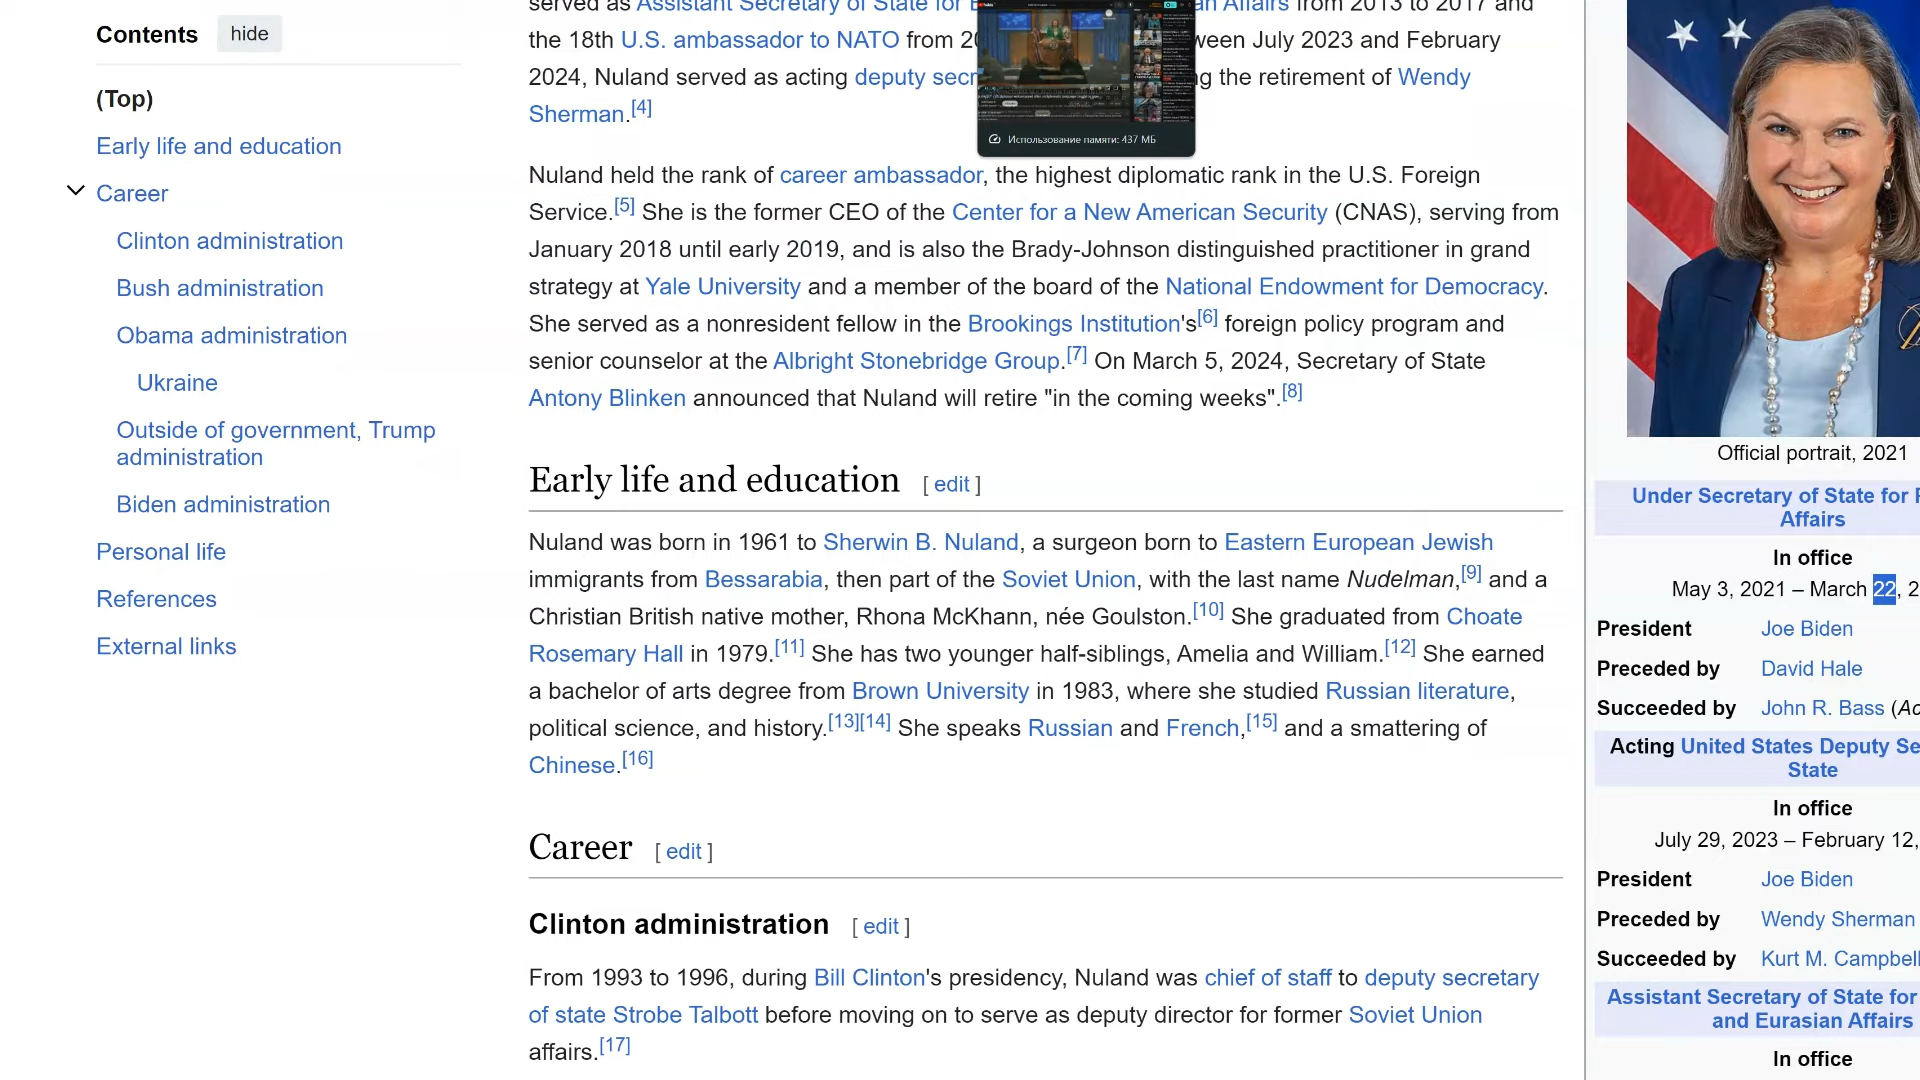 Contents hide
(Top)
Early life and education
Career
Clinton administration
Bush administration
Obama administration
Ukraine
Outside of government, Trump
administration
Biden administration
Personal life
References
External links
served as Assistant Secretary of State for an Affairs from 2013 to 2017 and
the 18th U.S. ambassador to NATO from 20 ween July 2023 and February
2024, Nuland served as acting deputy secr g the retirement of Wendy
Sherman.[4]
Использование памяти: 437 МБ
Nuland held the rank of career ambassador, the highest diplomatic rank in the U.S. Foreign
Service.[5] She is the former CEO of the Center for a New American Security (CNAS), serving from
January 2018 until early 2019, and is also the Brady-Johnson distinguished practitioner in grand
strategy at Yale University and a member of the board of the National Endowment for Democracy.
She served as a nonresident fellow in the Brookings Institution's[6] foreign policy program and
senior counselor at the Albright Stonebridge Group.[7] On March 5, 2024, Secretary of State
Antony Blinken announced that Nuland will retire "in the coming weeks".[8]
Early life and education [ edit ]
Nuland was born in 1961 to Sherwin B. Nuland, a surgeon born to Eastern European Jewish
immigrants from Bessarabia, then part of the Soviet Union, with the last name Nudelman,[9] and a
Christian British native mother, Rhona McKhann, née Goulston.[10] She graduated from Choate
Rosemary Hall in 1979.[11] She has two younger half-siblings, Amelia and William.[12] She earned
a bachelor of arts degree from Brown University in 1983, where she studied Russian literature,
political science, and history.[13][14] She speaks Russian and French,[15] and a smattering of
Chinese.[16]
Career [ edit ]
Clinton administration [ edit ]
From 1993 to 1996, during Bill Clinton's presidency, Nuland was chief of staff to deputy secretary
of state Strobe Talbott before moving on to serve as deputy director for former Soviet Union
affairs.[17]
Official portrait, 2021
Under Secretary of State for
Affairs
In office
May 3, 2021 – March 22, 2
President Joe Biden
Preceded by David Hale
Succeeded by John R. Bass (Ac
Acting United States Deputy Se
State
In office
July 29, 2023 – February 12,
President Joe Biden
Preceded by Wendy Sherman
Succeeded by Kurt M. Campbell
Assistant Secretary of State for
and Eurasian Affairs
In office